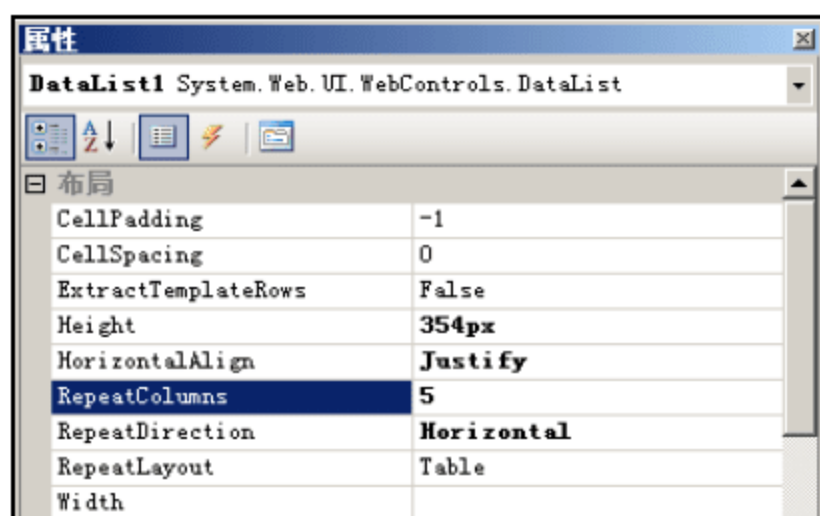 属性
DataList1 System.Web.UI.WebControls.DataList
布局
CellPadding -1
CellSpacing 0
ExtractTemplateRows False
Height 354px
HorizontalAlign Justify
RepeatColumns 5
RepeatDirection Horizontal
RepeatLayout Table
Width